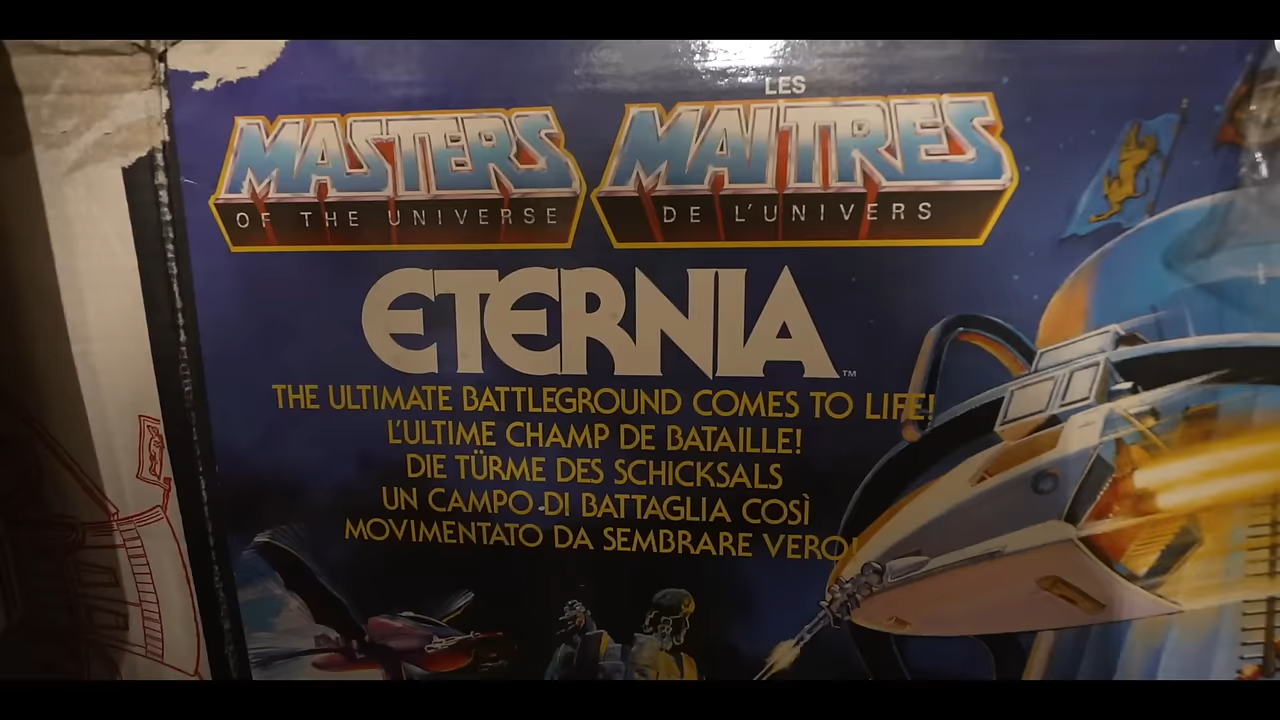 MASTERS
OF THE UNIVERSE
LES
MAITRES
DE L'UNIVERS
ETERNIA™
THE ULTIMATE BATTLEGROUND COMES TO LIFE!
L'ULTIME CHAMP DE BATAILLE!
DIE TÜRME DES SCHICKSALS
UN CAMPO DI BATTAGLIA COSÌ
MOVIMENTATO DA SEMBRARE VERO!